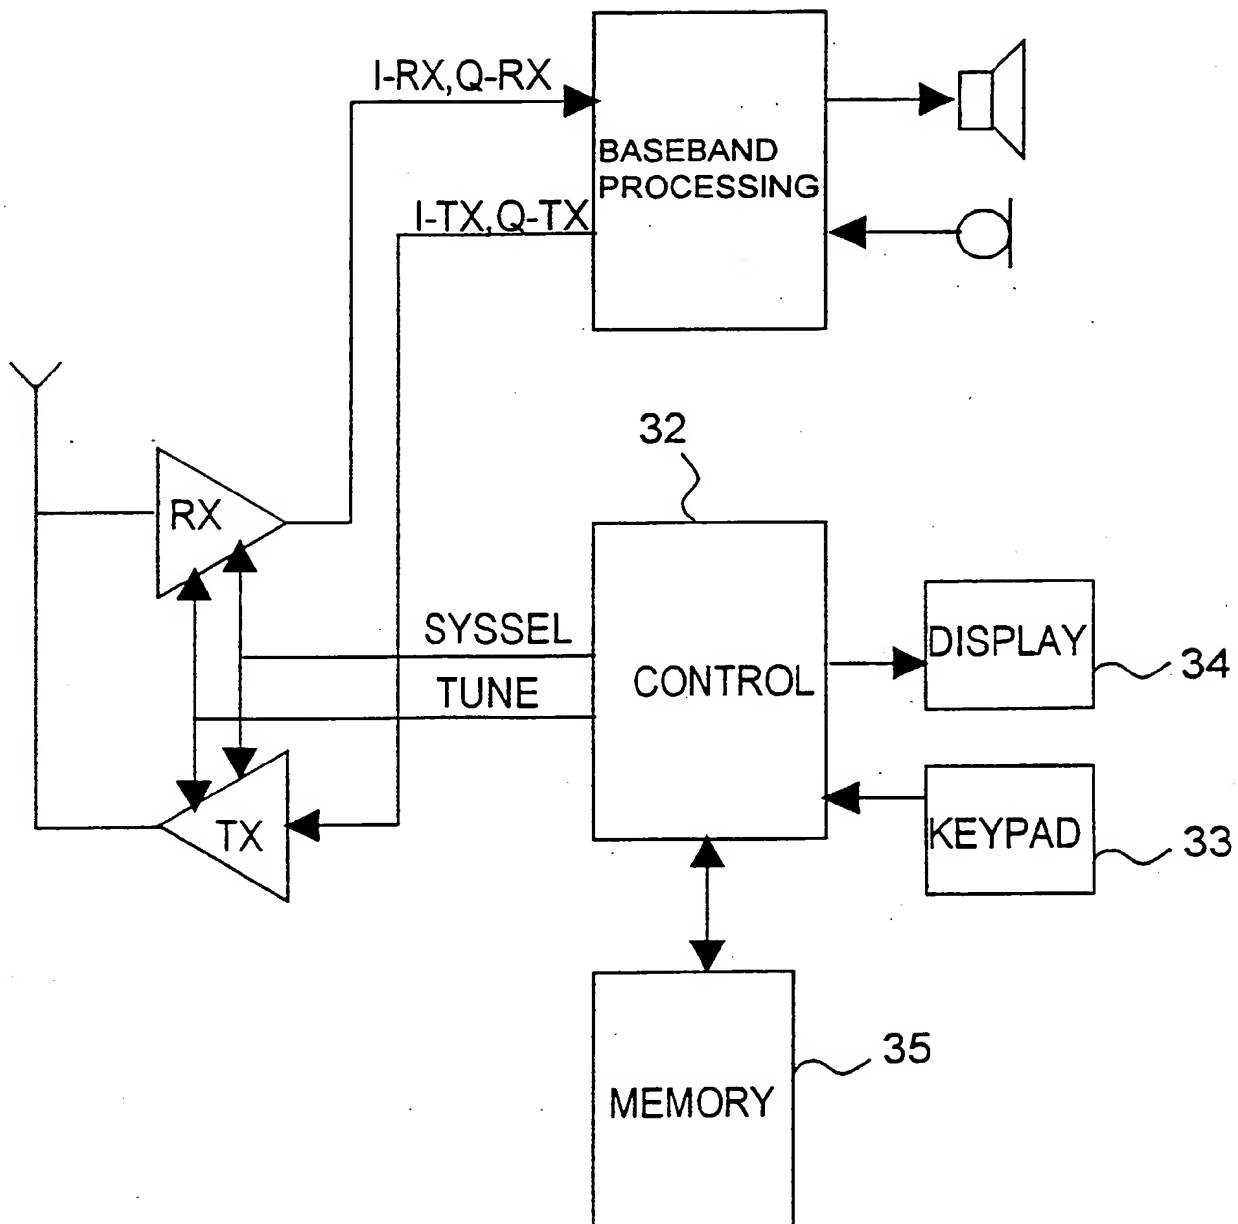 I-RX,Q-RX
BASEBAND
PROCESSING
I-TX,Q-TX
32
RX
SYSSEL
DISPLAY
34
TUNE
CONTROL
TX
KEYPAD
33
35
MEMORY